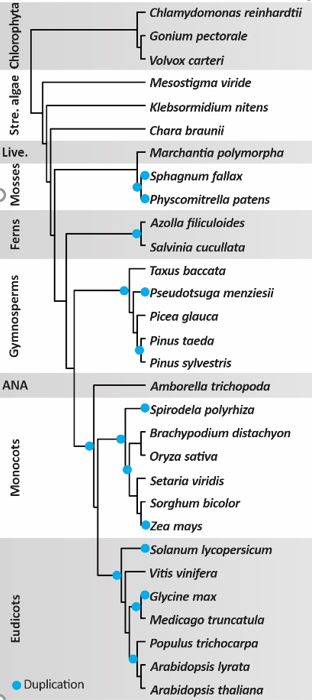 Chlorophyta
Chlamydomonas reinhardtii
Gonium pectorale
Volvox carteri
Stre. algae
Mesostigma viride
Klebsormidium nitens
Chara braunii
Live.
Marchantia polymorpha
Mosses
Sphagnum fallax
Physcomitrella patens
Ferns
Azolla filiculoides
Salvinia cucullata
Gymnosperms
Taxus baccata
Pseudotsuga menziesii
Picea glauca
Pinus taeda
Pinus sylvestris
ANA
Amborella trichopoda
Monocots
Spirodela polyrhiza
Brachypodium distachyon
Oryza sativa
Setaria viridis
Sorghum bicolor
Zea mays
Eudicots
Solanum lycopersicum
Vitis vinifera
Glycine max
Medicago truncatula
Populus trichocarpa
Arabidopsis lyrata
Arabidopsis thaliana
Duplication